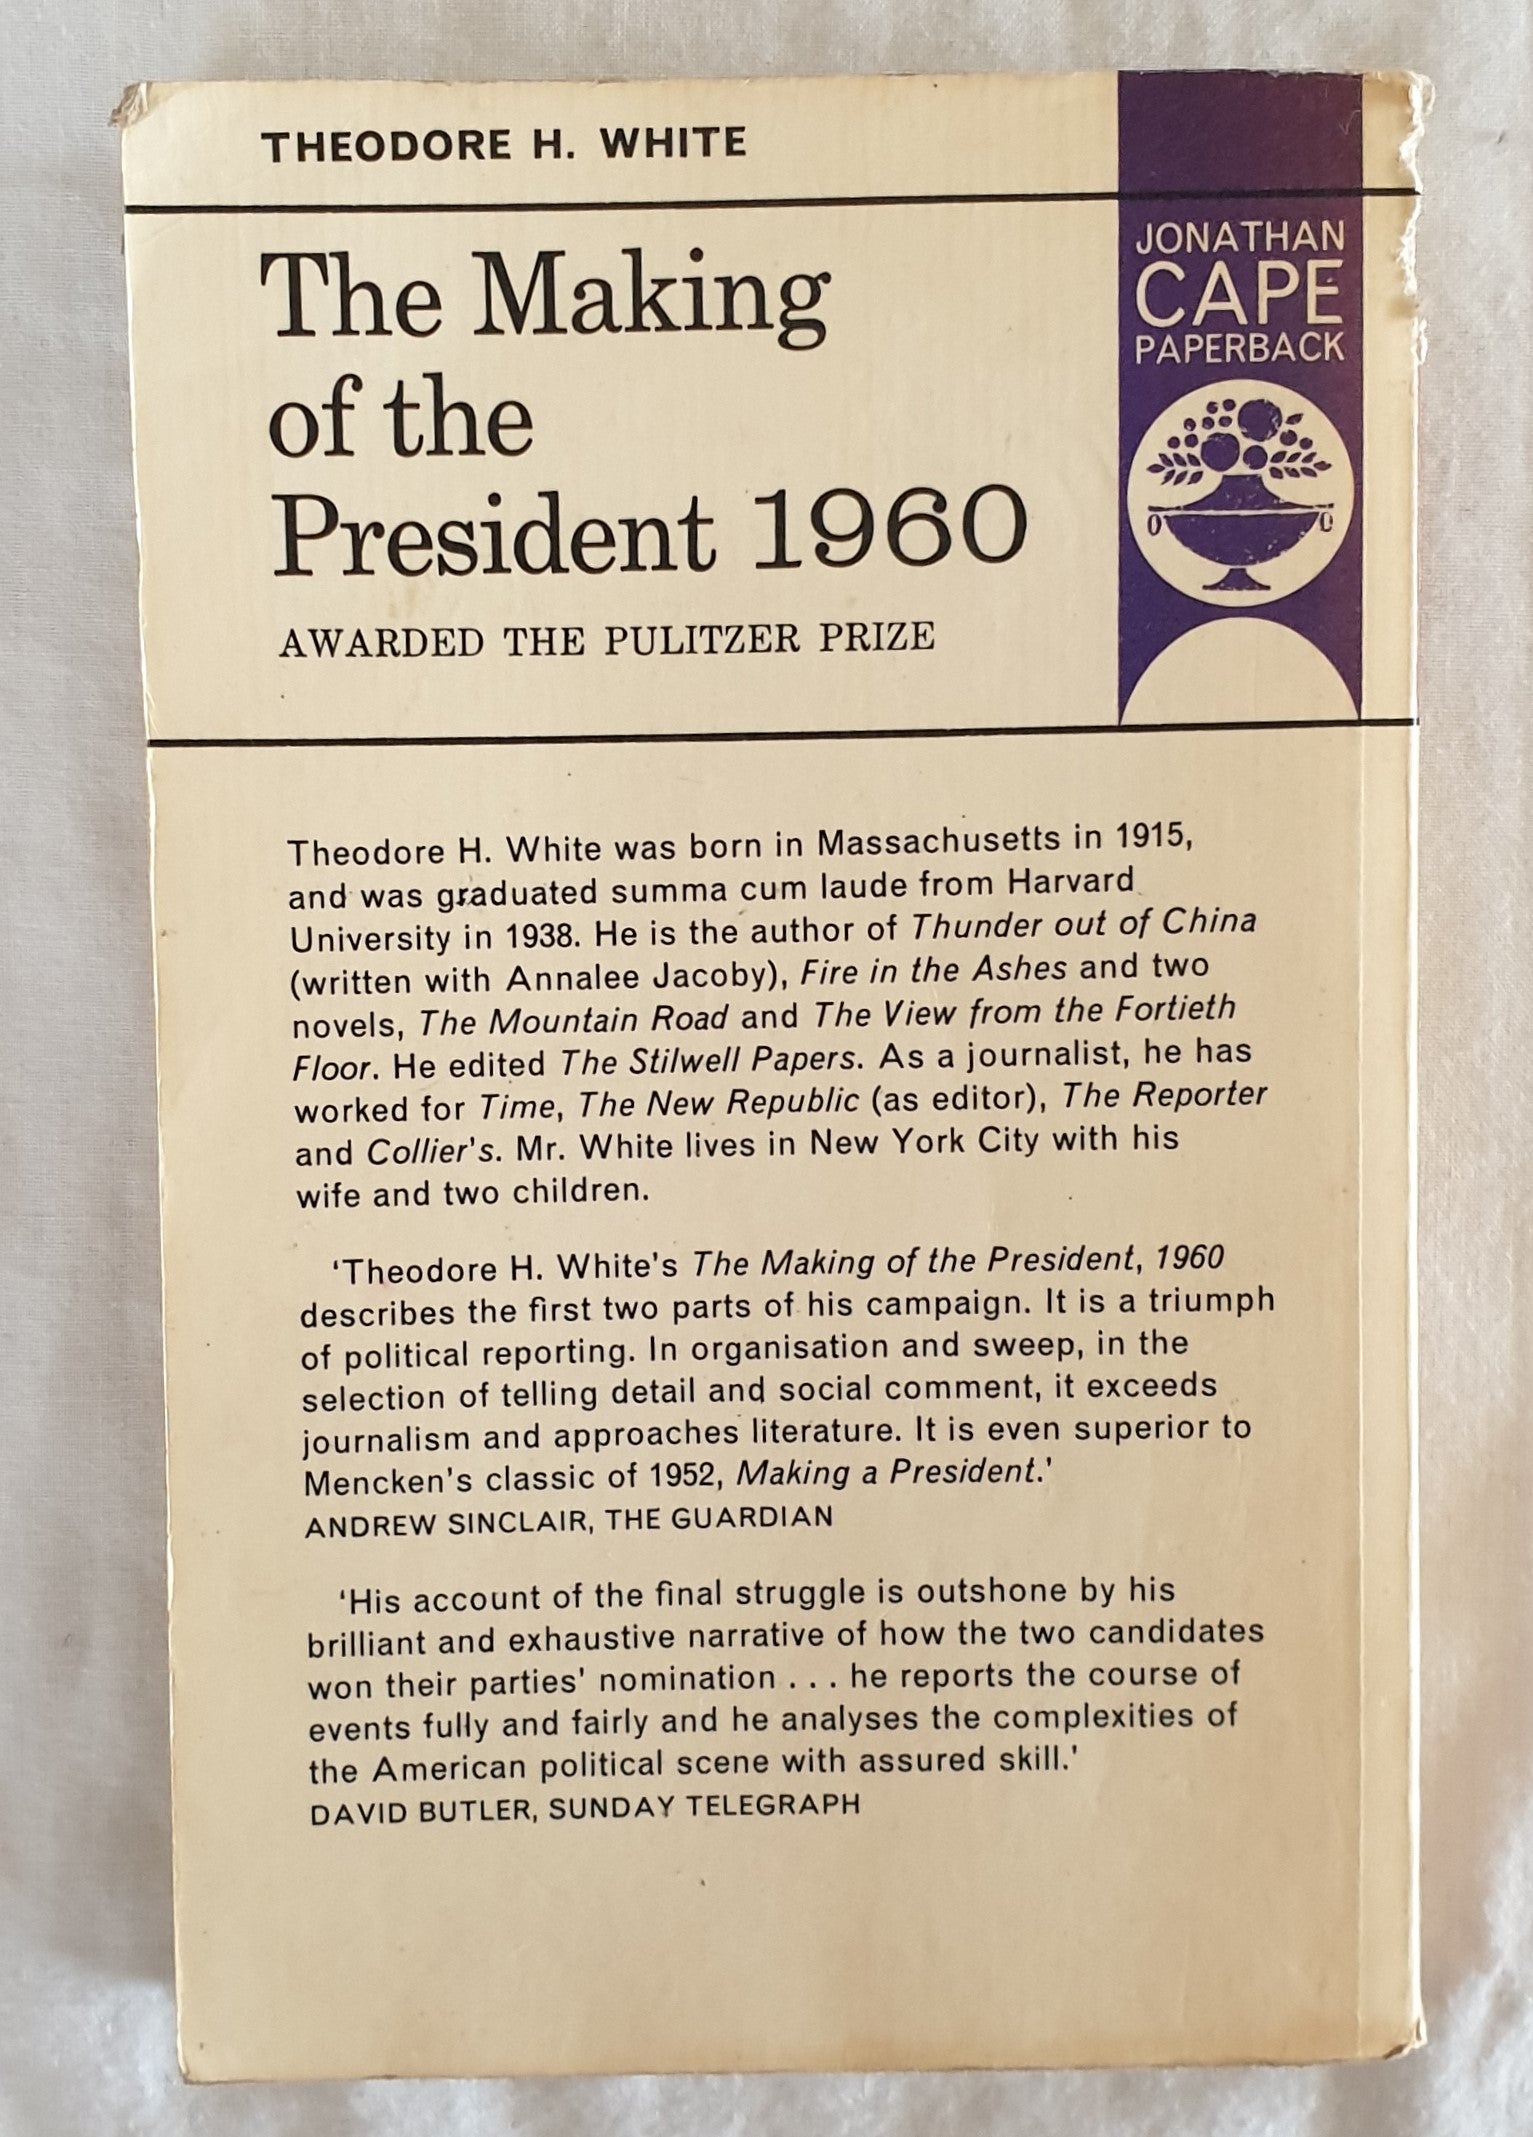 THEODORE H. WHITE
JONATHAN
CAPE
PAPERBACK
The Making
of the
President 1960
AWARDED THE PULITZER PRIZE
Theodore H. White was born in Massachusetts in 1915,
and was graduated summa cum laude from Harvard
University in 1938. He is the author of Thunder out of China
(written with Annalee Jacoby), Fire in the Ashes and two
novels, The Mountain Road and The View from the Fortieth
Floor. He edited The Stilwell Papers. As a journalist, he has
worked for Time, The New Republic (as editor), The Reporter
and Collier's. Mr. White lives in New York City with his
wife and two children.
‘Theodore H. White's The Making of the President, 1960
describes the first two parts of his campaign. It is a triumph
of political reporting. In organisation and sweep, in the
selection of telling detail and social comment, it exceeds
journalism and approaches literature. It is even superior to
Mencken's classic of 1952, Making a President.'
ANDREW SINCLAIR, THE GUARDIAN
‘His account of the final struggle is outshone by his
brilliant and exhaustive narrative of how the two candidates
won their parties' nomination . . . he reports the course of
events fully and fairly and he analyses the complexities of
the American political scene with assured skill.'
DAVID BUTLER, SUNDAY TELEGRAPH